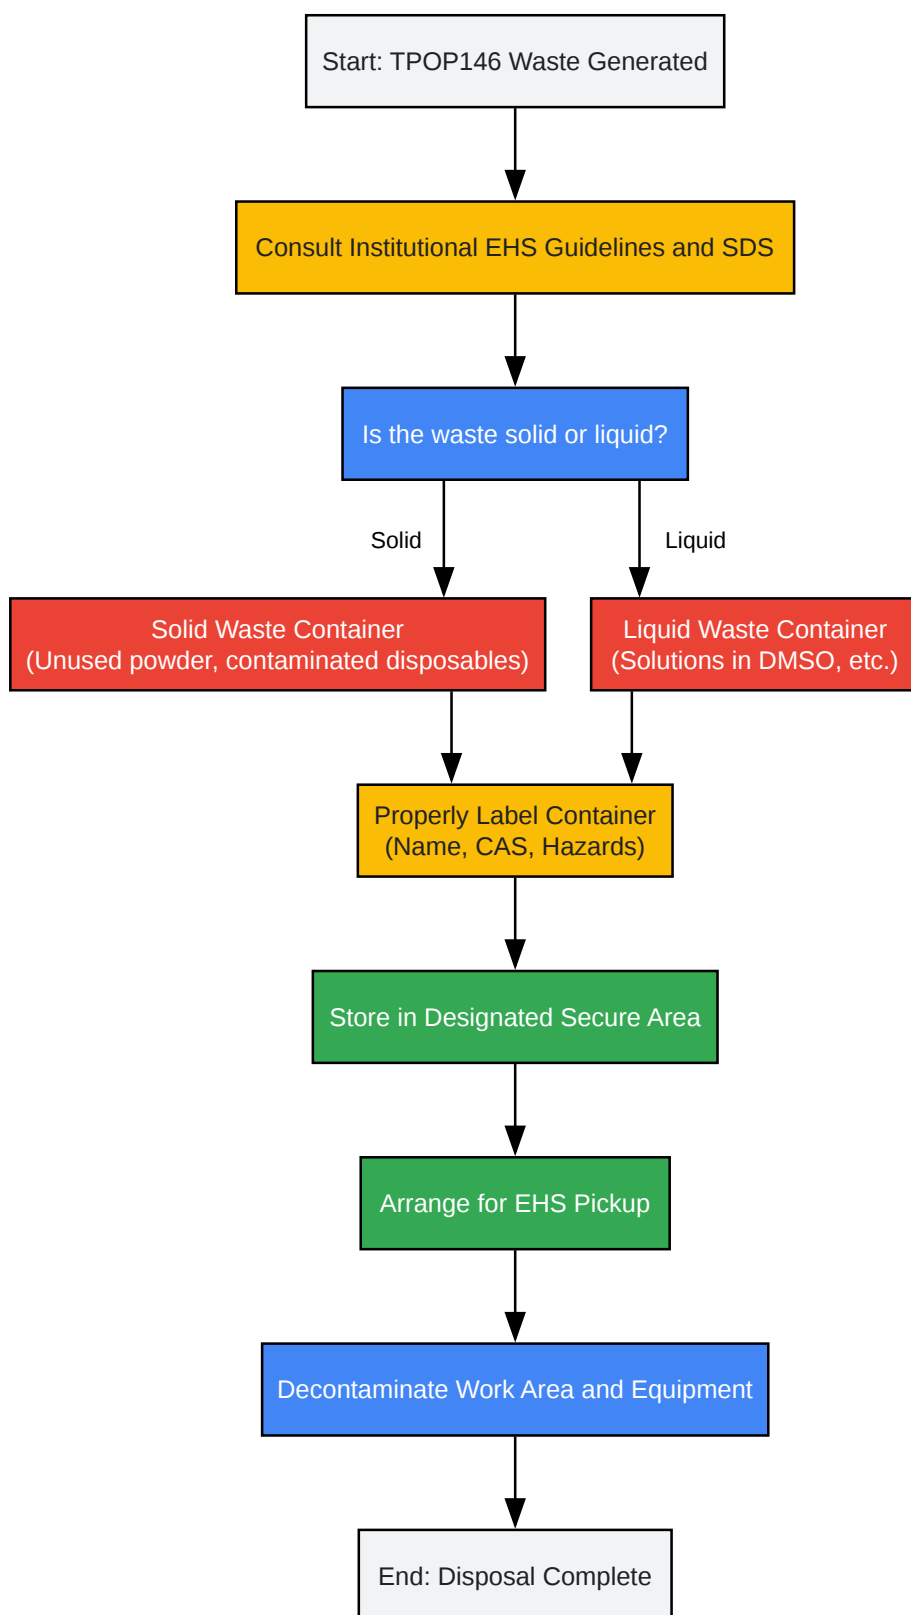 Start: TPOP146 Waste Generated
Consult Institutional EHS Guidelines and SDS
Is the waste solid or liquid?
Solid
Liquid
Solid Waste Container
(Unused powder, contaminated disposables)
Liquid Waste Container
(Solutions in DMSO, etc.)
Properly Label Container
(Name, CAS, Hazards)
Store in Designated Secure Area
Arrange for EHS Pickup
Decontaminate Work Area and Equipment
End: Disposal Complete